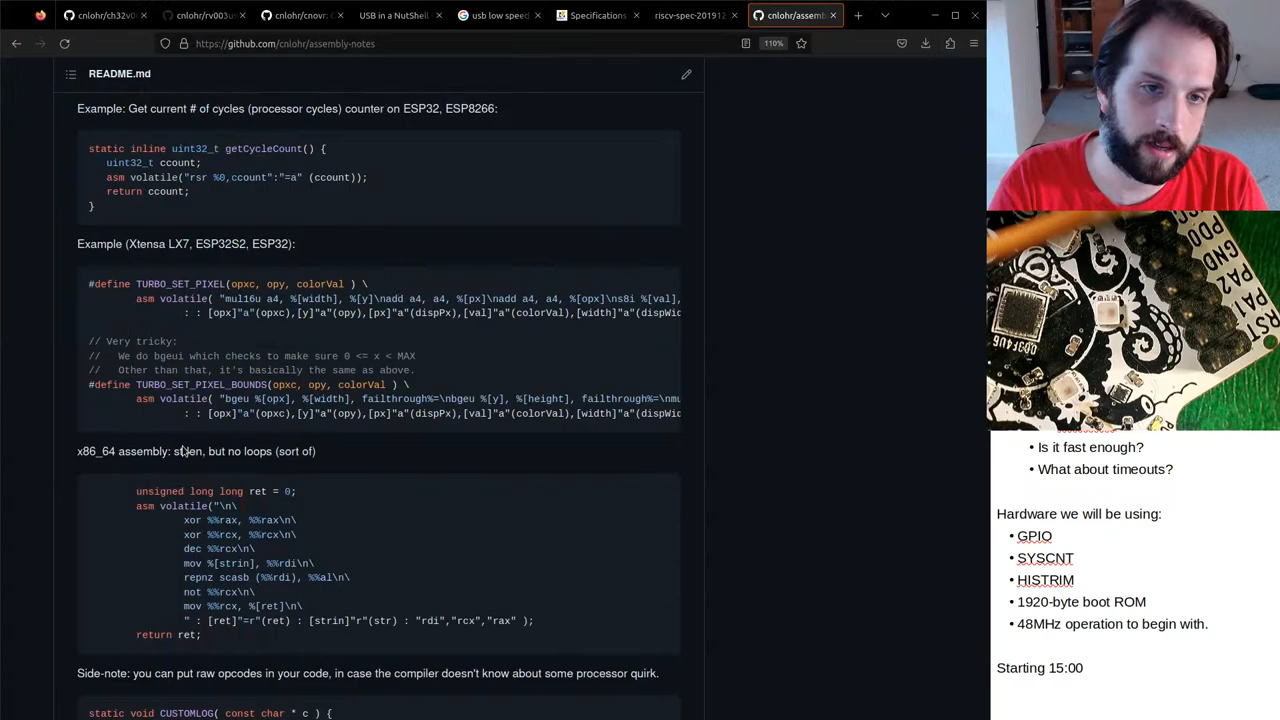 cnlohr/ch32v0
cnlohr/rv003us
cnlohr/cnovr: C
USB in a NutShell
usb low speed
Specifications
riscv-spec-201912
cnlohr/assemb
https://github.com/cnlohr/assembly-notes
110%
README.md
Example: Get current # of cycles (processor cycles) counter on ESP32, ESP8266:
static inline uint32_t getCycleCount() {
uint32_t ccount;
asm volatile("rsr %0,ccount":"=a" (ccount));
return ccount;
}
Example (Xtensa LX7, ESP32S2, ESP32):
#define TURBO_SET_PIXEL(opxc, opy, colorVal ) \
asm volatile( "mul16u a4, %[width], %[y]\nadd a4, a4, %[px]\nadd a4, a4, %[opx]\ns8i %[val],
: : [opx]"a"(opxc),[y]"a"(opy),[px]"a"(dispPx),[val]"a"(colorVal),[width]"a"(dispWid
// Very tricky:
// We do bgeui which checks to make sure 0 <= x < MAX
// Other than that, it's basically the same as above.
#define TURBO_SET_PIXEL_BOUNDS(opxc, opy, colorVal ) \
asm volatile( "bgeu %[opx], %[width], failthrough%=\nbgeu %[y], %[height], failthrough%=\nmu
: : [opx]"a"(opxc),[y]"a"(opy),[px]"a"(dispPx),[val]"a"(colorVal),[width]"a"(dispWid
x86_64 assembly: strlen, but no loops (sort of)
unsigned long long ret = 0;
asm volatile("\n\
xor %%rax, %%rax\n\
xor %%rcx, %%rcx\n\
dec %%rcx\n\
mov %[strin], %%rdi\n\
repnz scasb (%%rdi), %%al\n\
not %%rcx\n\
mov %%rcx, %[ret]\n\
" : [ret]"=r"(ret) : [strin]"r"(str) : "rdi","rcx","rax" );
return ret;
Side-note: you can put raw opcodes in your code, in case the compiler doesn't know about some processor quirk.
static void CUSTOMLOG( const char * c ) {
PD0
GND
PA2
PA1
RST
• Is it fast enough?
• What about timeouts?
Hardware we will be using:
• GPIO
• SYSCNT
• HISTRIM
• 1920-byte boot ROM
• 48MHz operation to begin with.
Starting 15:00